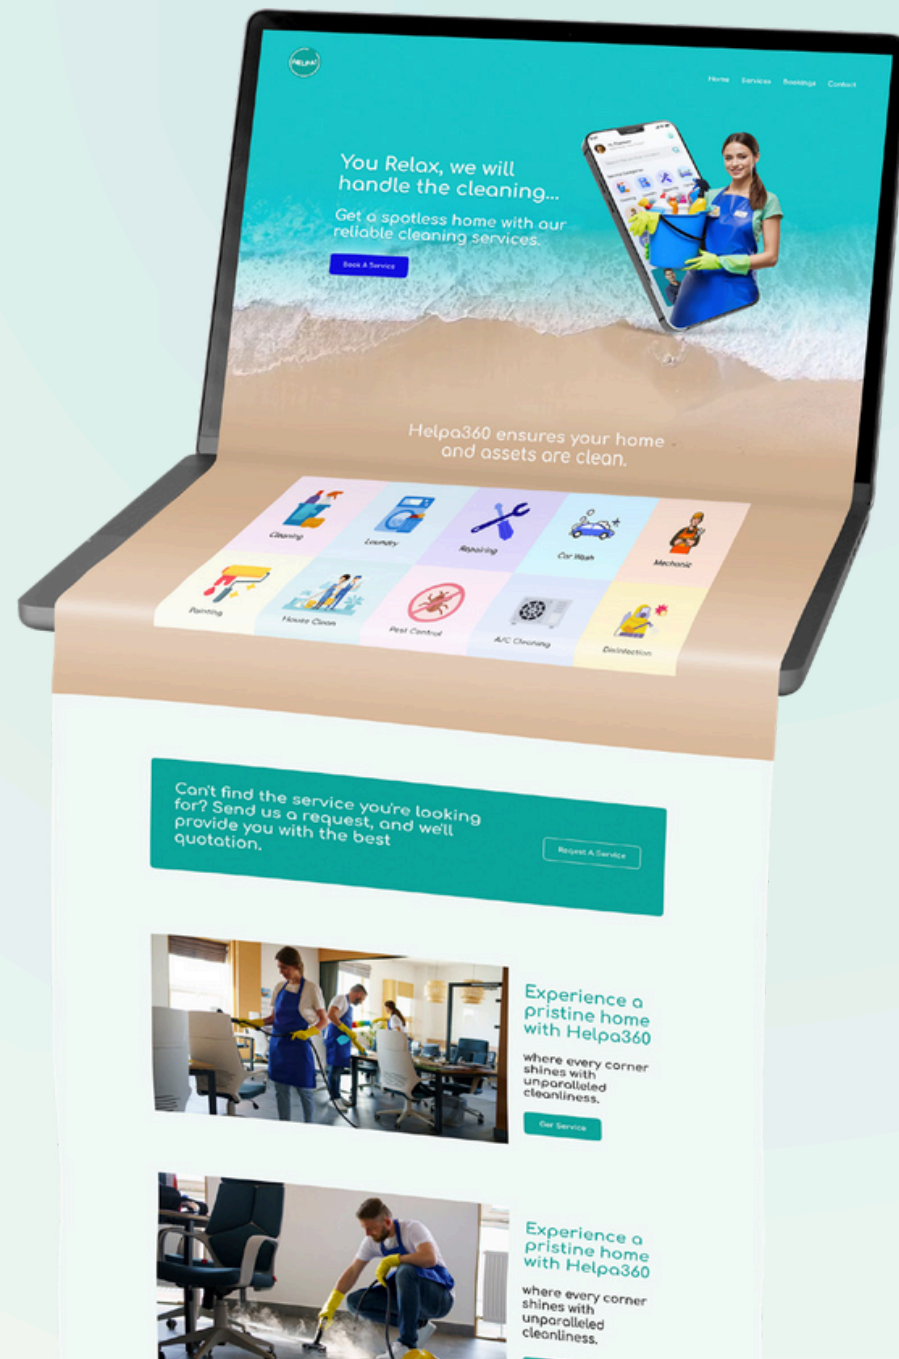 HELPA!
Home Services Bookings Contact
You Relax, we will
handle the cleaning...
Get a spotless home with our
reliable cleaning services.
Book A Service
Helpa360 ensures your home
and assets are clean.
Cleaning Laundry Repairing Car Wash Mechanic
Painting House Clean Pest Control A/C Cleaning Disinfection
Can't find the service you're looking
for? Send us a request, and we'll
provide you with the best
quotation.
Request A Service
Experience a
pristine home
with Helpa360
where every corner
shines with
unparalleled
cleanliness.
Our Service
Experience a
pristine home
with Helpa360
where every corner
shines with
unparalleled
cleanliness.